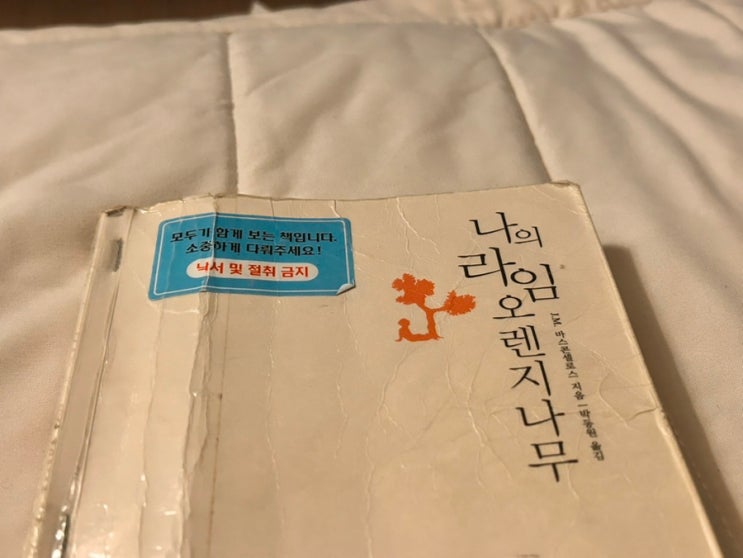 모두가 함께 보는 책입니다.
소중하게 다뤄주세요!
낙서 및 절취 금지
나의
라임
오렌지나무
J.M. 바스콘셀로스 지음 | 박동원 옮김